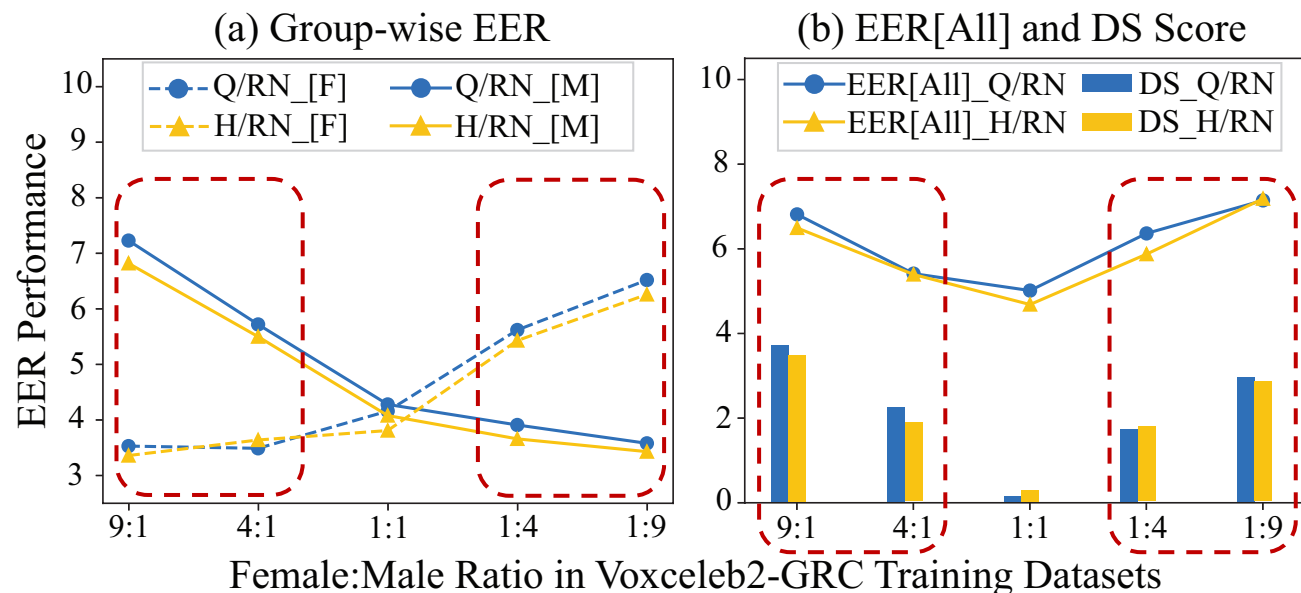 (a) Group-wise EER
(b) EER[All] and DS Score
EER Performance
10
9
8
7
6
5
4
3
Q/RN_[F]
Q/RN_[M]
H/RN_[F]
H/RN_[M]
9:1
4:1
1:1
1:4
1:9
10
8
6
4
2
0
EER[All]_Q/RN
DS_Q/RN
EER[All]_H/RN
DS_H/RN
9:1
4:1
1:1
1:4
1:9
Female:Male Ratio in Voxceleb2-GRC Training Datasets